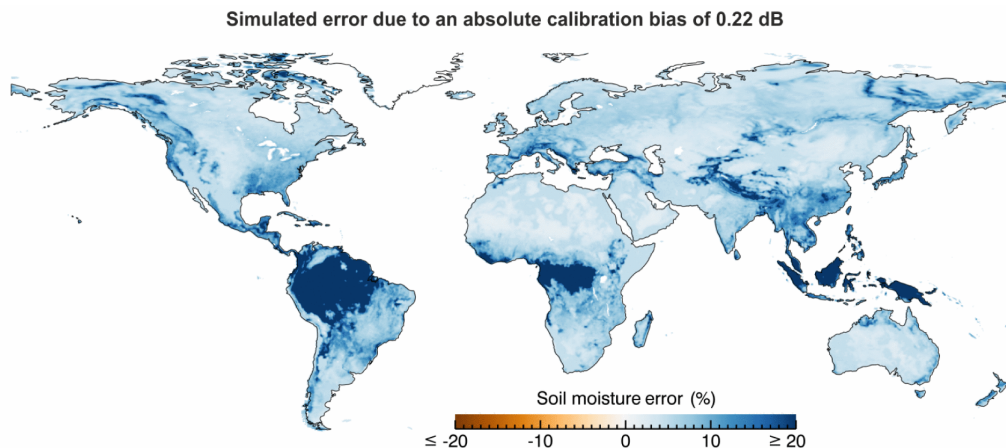 Simulated error due to an absolute calibration bias of 0.22 dB
Soil moisture error (%)
≤ -20 -10 0 10 ≥ 20